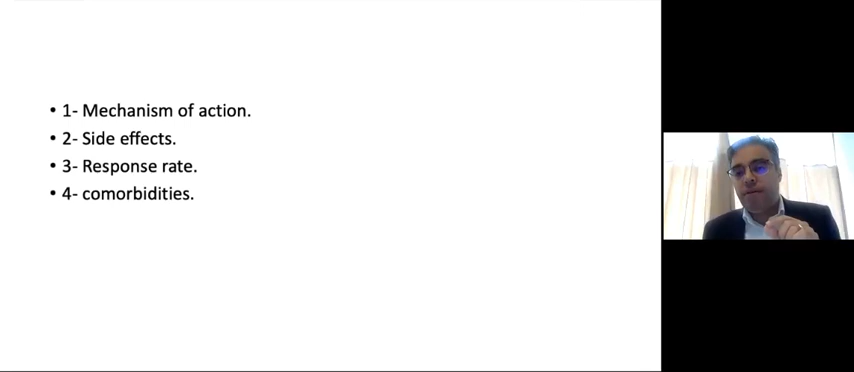 • 1- Mechanism of action.
• 2- Side effects.
• 3- Response rate.
• 4- comorbidities.